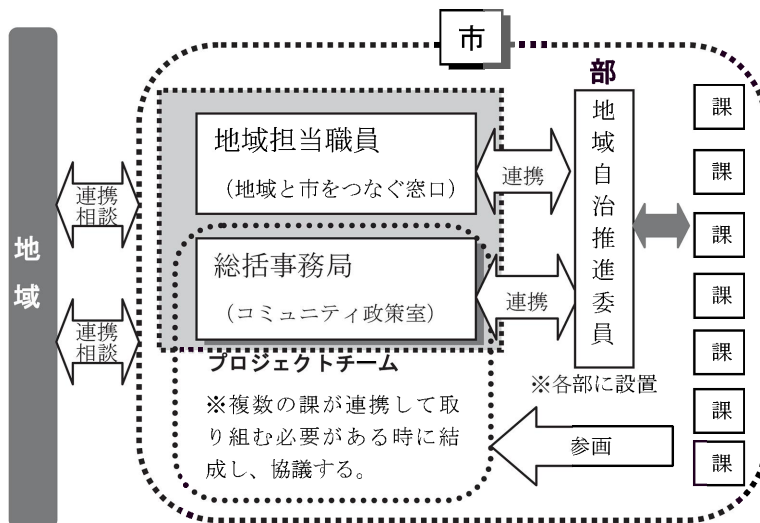 市
部
地域
連携
相談
連携
相談
地域担当職員
(地域と市をつなぐ窓口)
連携
総括事務局
(コミュニティ政策室)
連携
地域自治推進委員
※各部に設置
プロジェクトチーム
※複数の課が連携して取
り組む必要がある時に結
成し、協議する。
参画
課
課
課
課
課
課
課